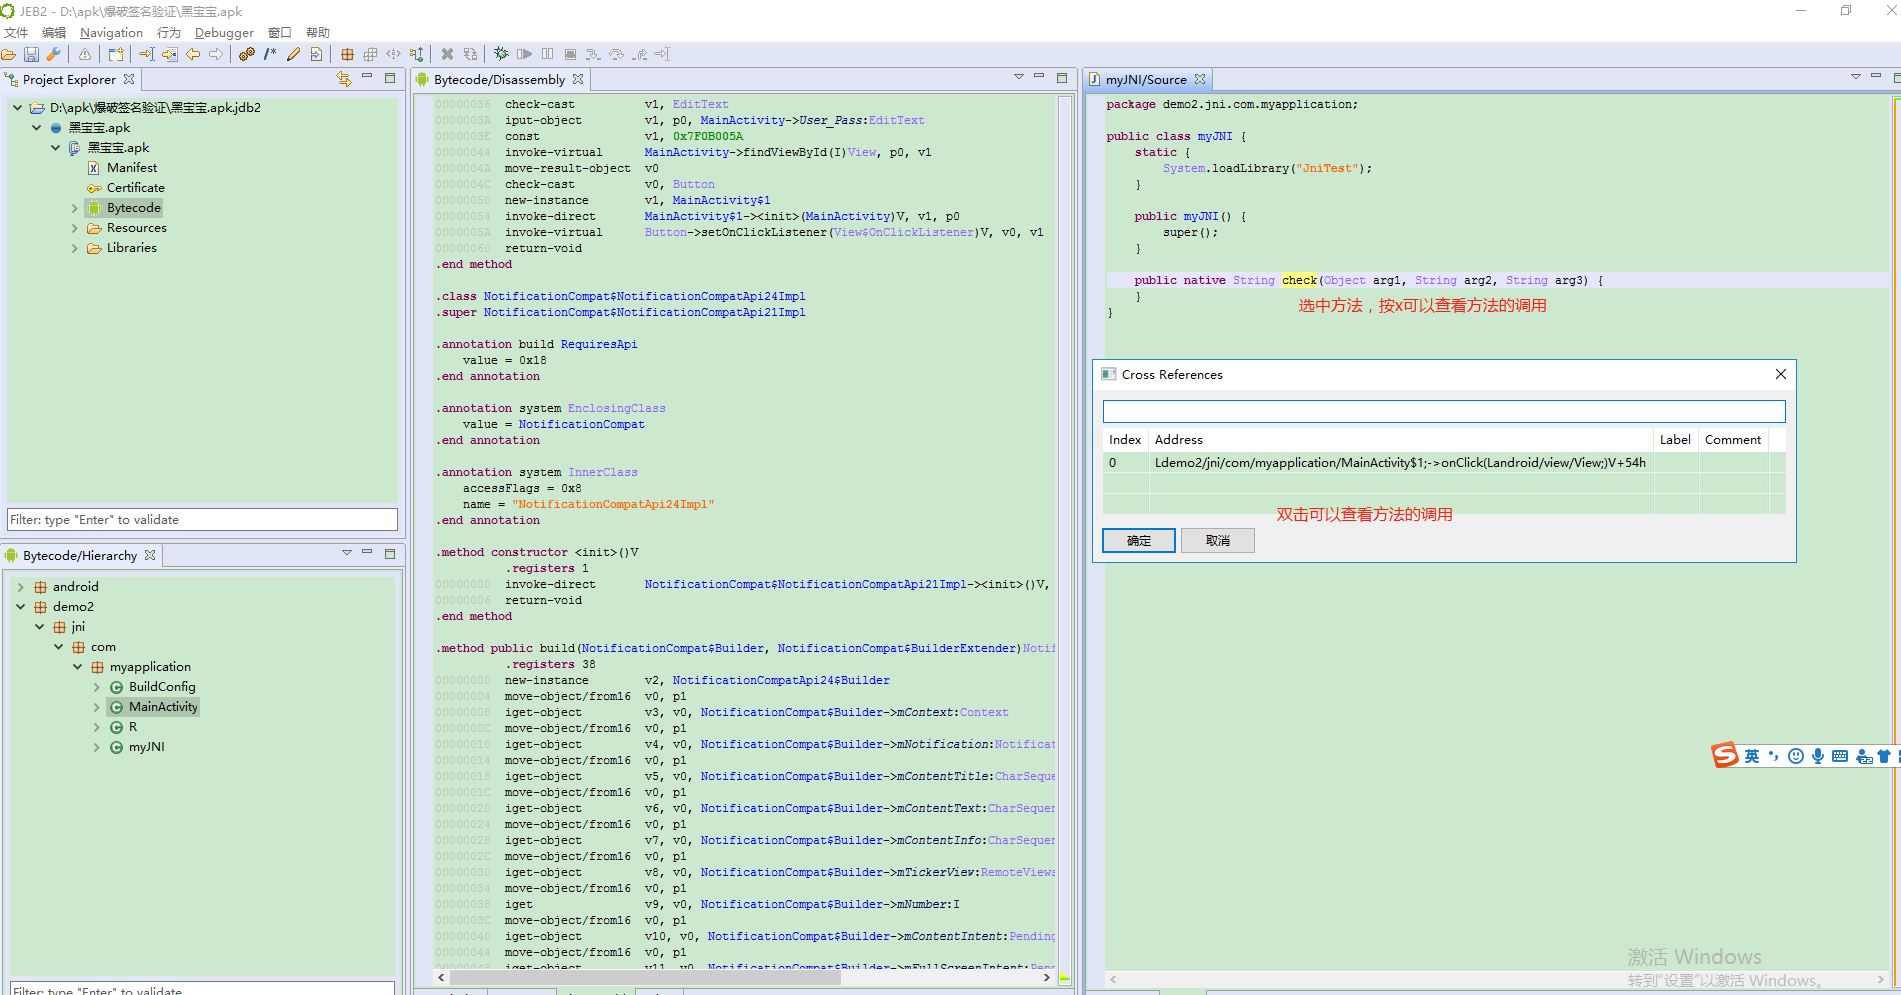 JEB2 - D:\apk\爆破签名验证\黑宝宝.apk
文件 编辑 Navigation 行为 Debugger 窗口 帮助
Project Explorer
D:\apk\爆破签名验证\黑宝宝.apk.jdb2
黑宝宝.apk
黑宝宝.apk
Manifest
Certificate
Bytecode
Resources
Libraries
Filter: type "Enter" to validate
Bytecode/Hierarchy
android
demo2
jni
com
myapplication
BuildConfig
MainActivity
R
myJNI
Filter: type "Enter" to validate
Bytecode/Disassembly
00000036 check-cast v1, EditText
0000003A iput-object v1, p0, MainActivity->User_Pass:EditText
0000003E const v1, 0x7F0B005A
00000044 invoke-virtual MainActivity->findViewById(I)View, p0, v1
0000004A move-result-object v0
0000004C check-cast v0, Button
00000050 new-instance v1, MainActivity$1
00000054 invoke-direct MainActivity$1-><init>(MainActivity)V, v1, p0
0000005A invoke-virtual Button->setOnClickListener(View$OnClickListener)V, v0, v1
00000060 return-void
.end method
.class NotificationCompat$NotificationCompatApi24Impl
.super NotificationCompat$NotificationCompatApi21Impl
.annotation build RequiresApi
value = 0x18
.end annotation
.annotation system EnclosingClass
value = NotificationCompat
.end annotation
.annotation system InnerClass
accessFlags = 0x8
name = "NotificationCompatApi24Impl"
.end annotation
.method constructor <init>()V
.registers 1
00000000 invoke-direct NotificationCompat$NotificationCompatApi21Impl-><init>()V,
00000006 return-void
.end method
.method public build(NotificationCompat$Builder, NotificationCompat$BuilderExtender)Notif
.registers 38
00000000 new-instance v2, NotificationCompatApi24$Builder
00000004 move-object/from16 v0, p1
00000008 iget-object v3, v0, NotificationCompat$Builder->mContext:Context
0000000C move-object/from16 v0, p1
00000010 iget-object v4, v0, NotificationCompat$Builder->mNotification:Notificat
00000014 move-object/from16 v0, p1
00000018 iget-object v5, v0, NotificationCompat$Builder->mContentTitle:CharSeque
0000001C move-object/from16 v0, p1
00000020 iget-object v6, v0, NotificationCompat$Builder->mContentText:CharSequer
00000024 move-object/from16 v0, p1
00000028 iget-object v7, v0, NotificationCompat$Builder->mContentInfo:CharSequer
0000002C move-object/from16 v0, p1
00000030 iget-object v8, v0, NotificationCompat$Builder->mTickerView:RemoteViews
00000034 move-object/from16 v0, p1
00000038 iget v9, v0, NotificationCompat$Builder->mNumber:I
0000003C move-object/from16 v0, p1
00000040 iget-object v10, v0, NotificationCompat$Builder->mContentIntent:Pending
00000044 move-object/from16 v0, p1
00000048 iget-object v11, v0, NotificationCompat$Builder->mFullScreenIntent:Pen
myJNI/Source
package demo2.jni.com.myapplication;
public class myJNI {
static {
System.loadLibrary("JniTest");
}
public myJNI() {
super();
}
public native String check(Object arg1, String arg2, String arg3) {
}
}
选中方法，按x可以查看方法的调用
Cross References
Index Address Label Comment
0 Ldemo2/jni/com/myapplication/MainActivity$1;->onClick(Landroid/view/View;)V+54h
双击可以查看方法的调用
确定 取消
英
激活 Windows
转到"设置"以激活 Windows。